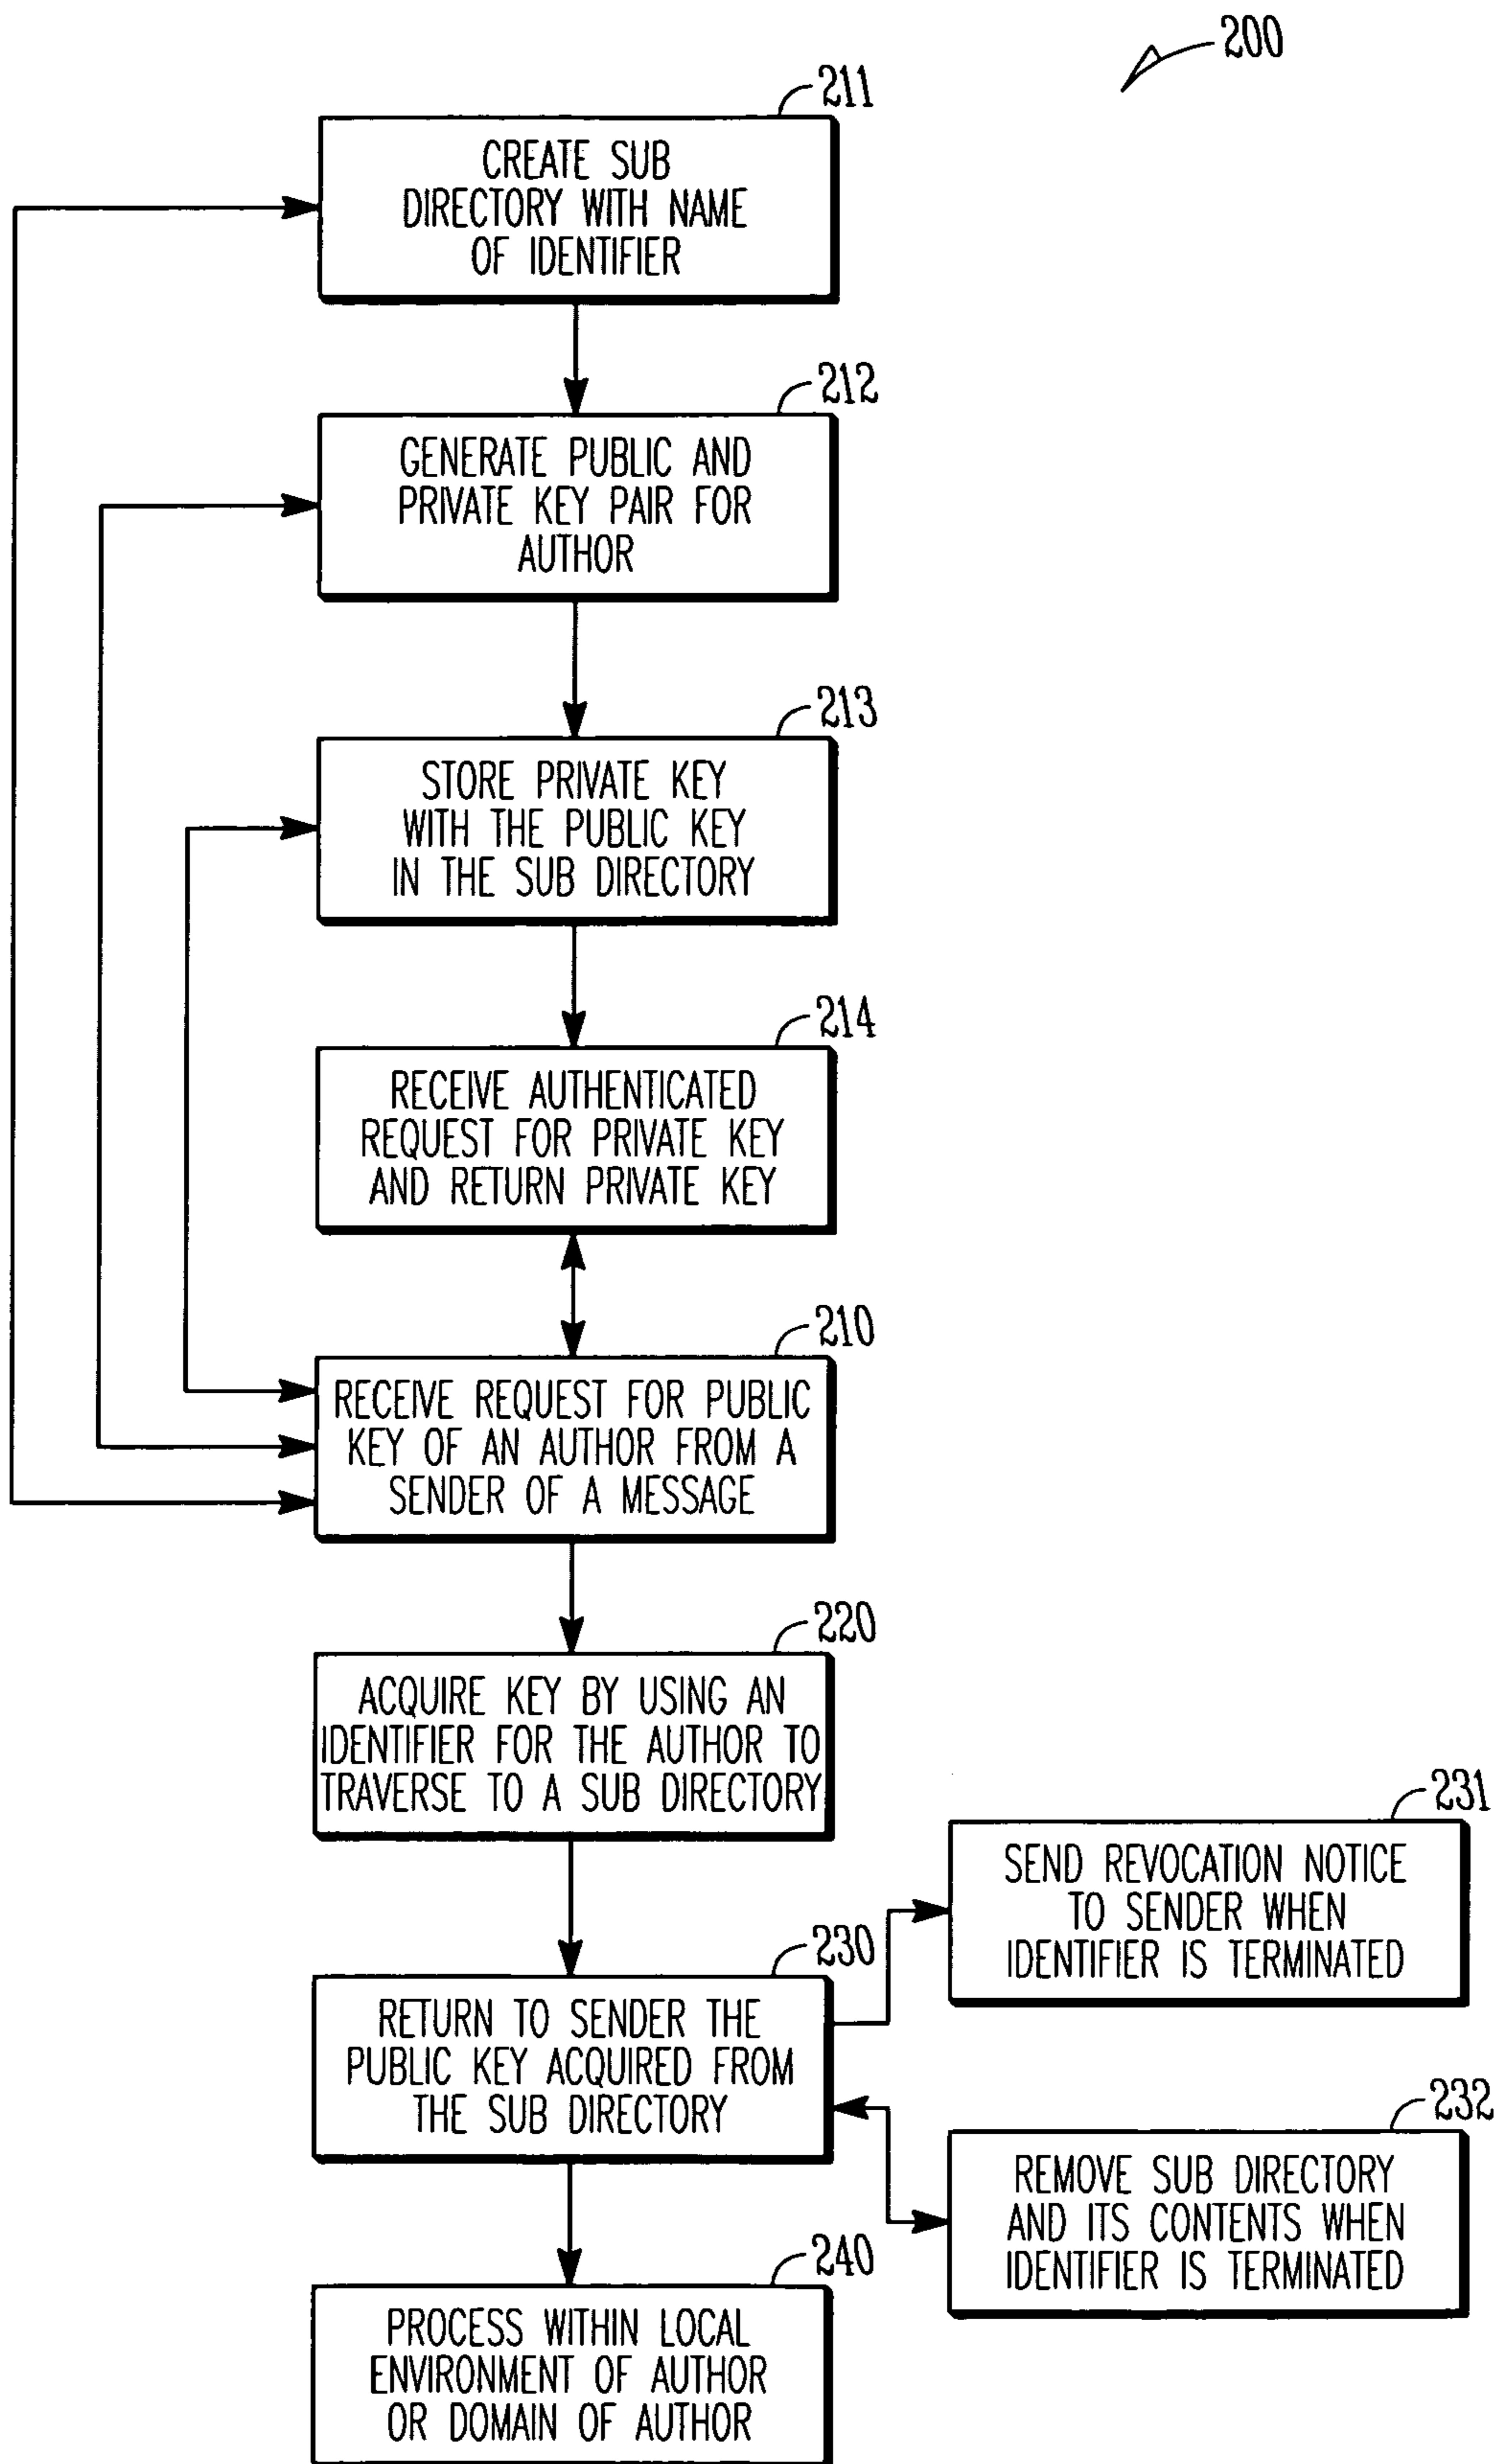 200
211
CREATE SUB
DIRECTORY WITH NAME
OF IDENTIFIER
212
GENERATE PUBLIC AND
PRIVATE KEY PAIR FOR
AUTHOR
213
STORE PRIVATE KEY
WITH THE PUBLIC KEY
IN THE SUB DIRECTORY
214
RECEIVE AUTHENTICATED
REQUEST FOR PRIVATE KEY
AND RETURN PRIVATE KEY
210
RECEIVE REQUEST FOR PUBLIC
KEY OF AN AUTHOR FROM A
SENDER OF A MESSAGE
220
ACQUIRE KEY BY USING AN
IDENTIFIER FOR THE AUTHOR TO
TRAVERSE TO A SUB DIRECTORY
231
SEND REVOCATION NOTICE
TO SENDER WHEN
IDENTIFIER IS TERMINATED
230
RETURN TO SENDER THE
PUBLIC KEY ACQUIRED FROM
THE SUB DIRECTORY
232
REMOVE SUB DIRECTORY
AND ITS CONTENTS WHEN
IDENTIFIER IS TERMINATED
240
PROCESS WITHIN LOCAL
ENVIRONMENT OF AUTHOR
OR DOMAIN OF AUTHOR